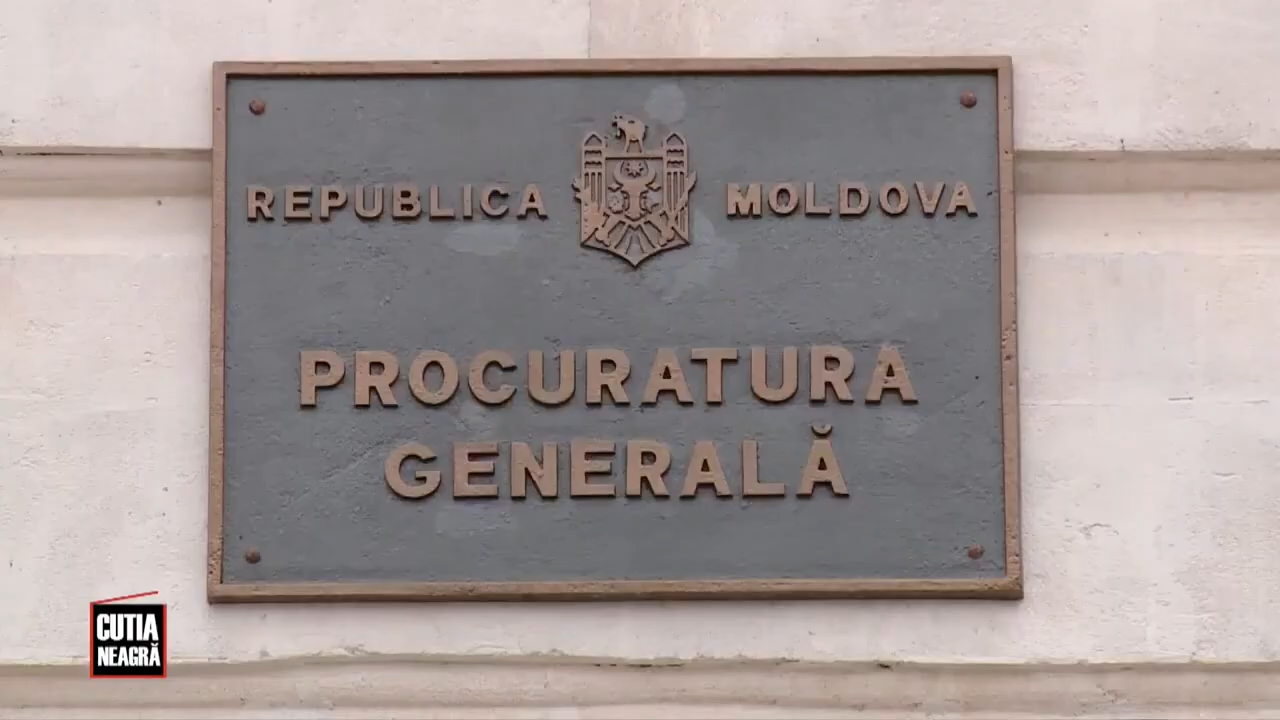 REPUBLICA MOLDOVA
PROCURATURA
GENERALĂ
CUTIA
NEAGRĂ